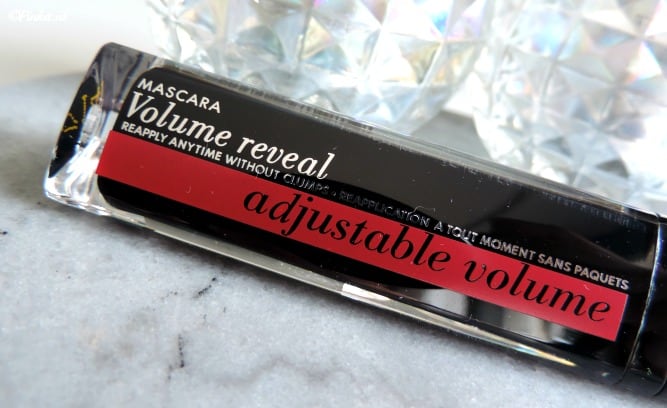 MASCARA
Volume reveal
REAPPLY ANYTIME WITHOUT CLUMPS - REAPPLICATION A TOUT MOMENT SANS PAQUETS
adjustable volume